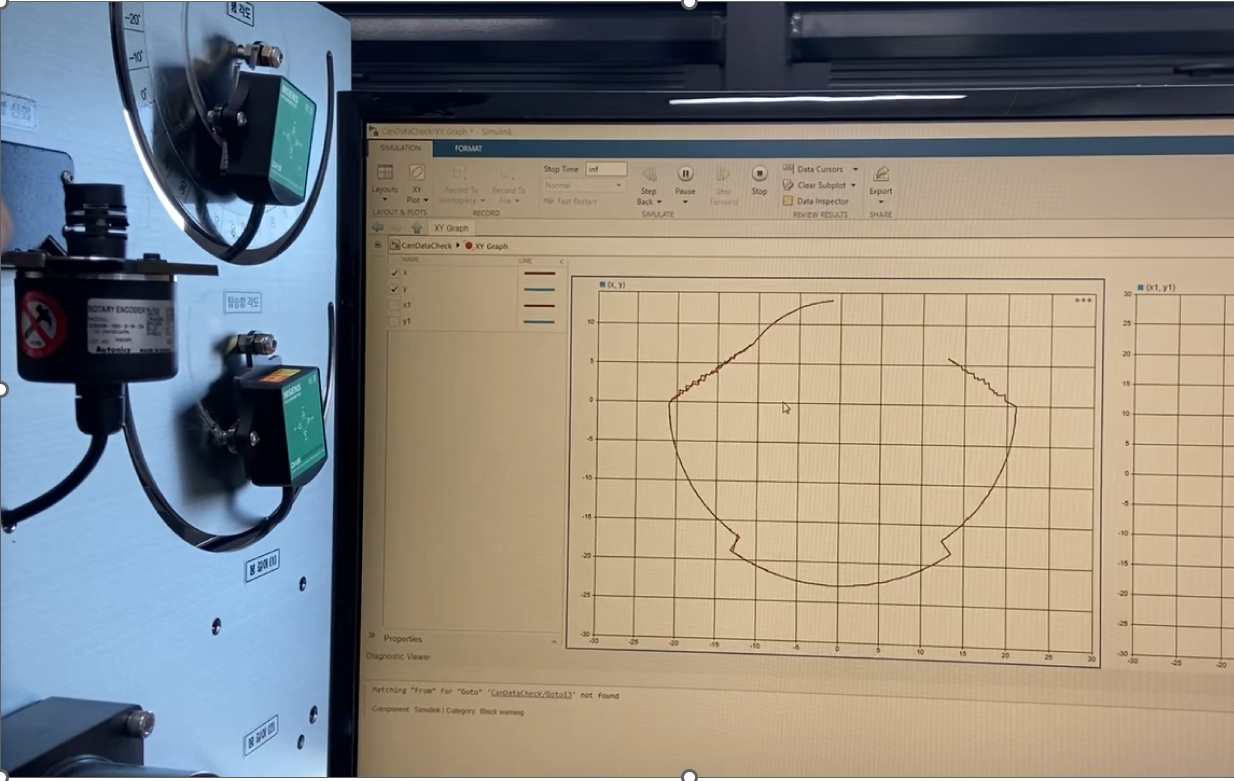 -20°
붐 각도
-10°
0°
30
탑승함 각도
ROTARY ENCODER
Autonics
붐 길이(1)
붐 길이(2)
CanDataCheck/XY Graph * - Simulink
SIMULATION
FORMAT
Layouts
XY
Plot
Record To
Workspace
Record To
File
Stop Time
inf
Normal
Fast Restart
Step
Back
Pause
Step
Forward
Stop
Data Cursors
Clear Subplot
Data Inspector
Export
LAYOUT & PLOTS
RECORD
SIMULATE
REVIEW RESULTS
SHARE
XY Graph
CanDataCheck
XY Graph
NAME
LINE
x
y
x1
y1
(x, y)
10
5
0
-5
-10
-15
-20
-25
-30
-30
-25
-20
-15
-10
-5
0
5
10
15
20
25
30
(x1, y1)
30
25
20
15
10
5
0
-5
-10
-15
-20
-25
-30
-30
-25
-20
Properties
Diagnostic Viewer
Matching "From" for "Goto" 'CanDataCheck/Goto13' not found
Component: Simulink | Category: Block warning